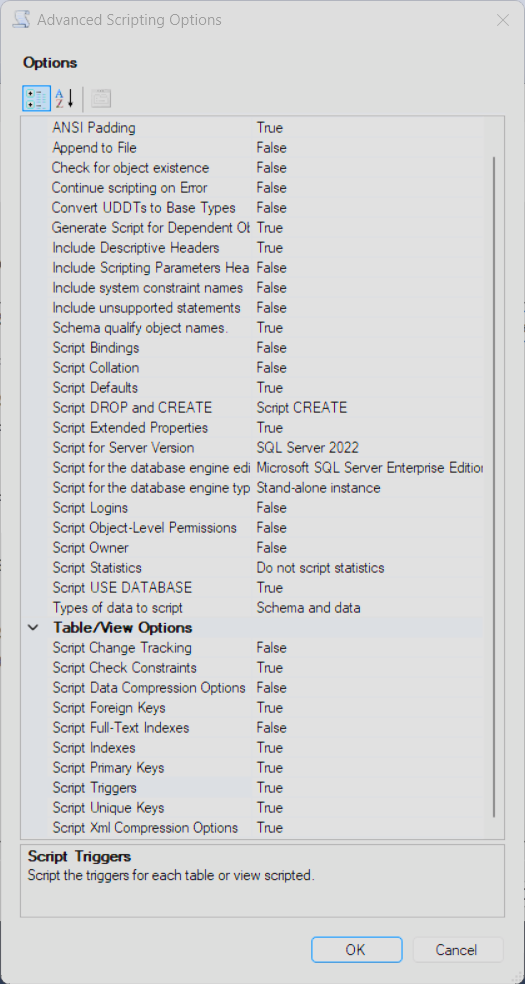 Advanced Scripting Options
Options
ANSI Padding True
Append to File False
Check for object existence False
Continue scripting on Error False
Convert UDDTs to Base Types False
Generate Script for Dependent Ob True
Include Descriptive Headers True
Include Scripting Parameters Hea False
Include system constraint names False
Include unsupported statements False
Schema qualify object names. True
Script Bindings False
Script Collation False
Script Defaults True
Script DROP and CREATE Script CREATE
Script Extended Properties True
Script for Server Version SQL Server 2022
Script for the database engine edi Microsoft SQL Server Enterprise Edition
Script for the database engine typ Stand-alone instance
Script Logins False
Script Object-Level Permissions False
Script Owner False
Script Statistics Do not script statistics
Script USE DATABASE True
Types of data to script Schema and data
Table/View Options
Script Change Tracking False
Script Check Constraints True
Script Data Compression Options False
Script Foreign Keys True
Script Full-Text Indexes False
Script Indexes True
Script Primary Keys True
Script Triggers True
Script Unique Keys True
Script Xml Compression Options True
Script Triggers
Script the triggers for each table or view scripted.
OK Cancel